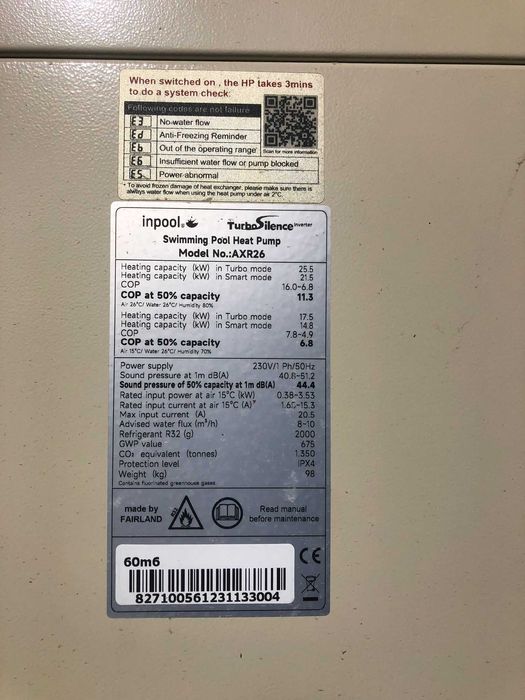 When switched on , the HP takes 3mins
to do a system check:
Following codes are not failure
E3 No-water flow
Ed Anti-Freezing Reminder
Eb Out of the operating range
E6 Insufficient water flow or pump blocked
E5 Power abnormal
Scan for more information
To avoid frozen damage of heat exchanger, please make sure there is
always water flow when using the heat pump under air 2°C.
inpool. TurboSilence Inverter
Swimming Pool Heat Pump
Model No.:AXR26
Heating capacity (kW) in Turbo mode 25.5
Heating capacity (kW) in Smart mode 21.5
COP 16.0-6.8
COP at 50% capacity 11.3
Air 26°C/ Water 26°C/ Humidity 80%
Heating capacity (kW) in Turbo mode 17.5
Heating capacity (kW) in Smart mode 14.8
COP 7.8-4.9
COP at 50% capacity 6.8
Air 15°C/ Water 26°C/ Humidity 70%
Power supply 230V/1 Ph/50Hz
Sound pressure at 1m dB(A) 40.8-51.2
Sound pressure of 50% capacity at 1m dB(A) 44.4
Rated input power at air 15°C (kW) 0.38-3.53
Rated input current at air 15°C (A) 1.65-15.3
Max input current (A) 20.5
Advised water flux (m³/h) 8-10
Refrigerant R32 (g) 2000
GWP value 675
CO₂ equivalent (tonnes) 1.350
Protection level IPX4
Weight (kg) 98
Contains fluorinated greenhouse gases
made by
FAIRLAND
R32
Read manual
before maintenance
60m6
827100561231133004
CE